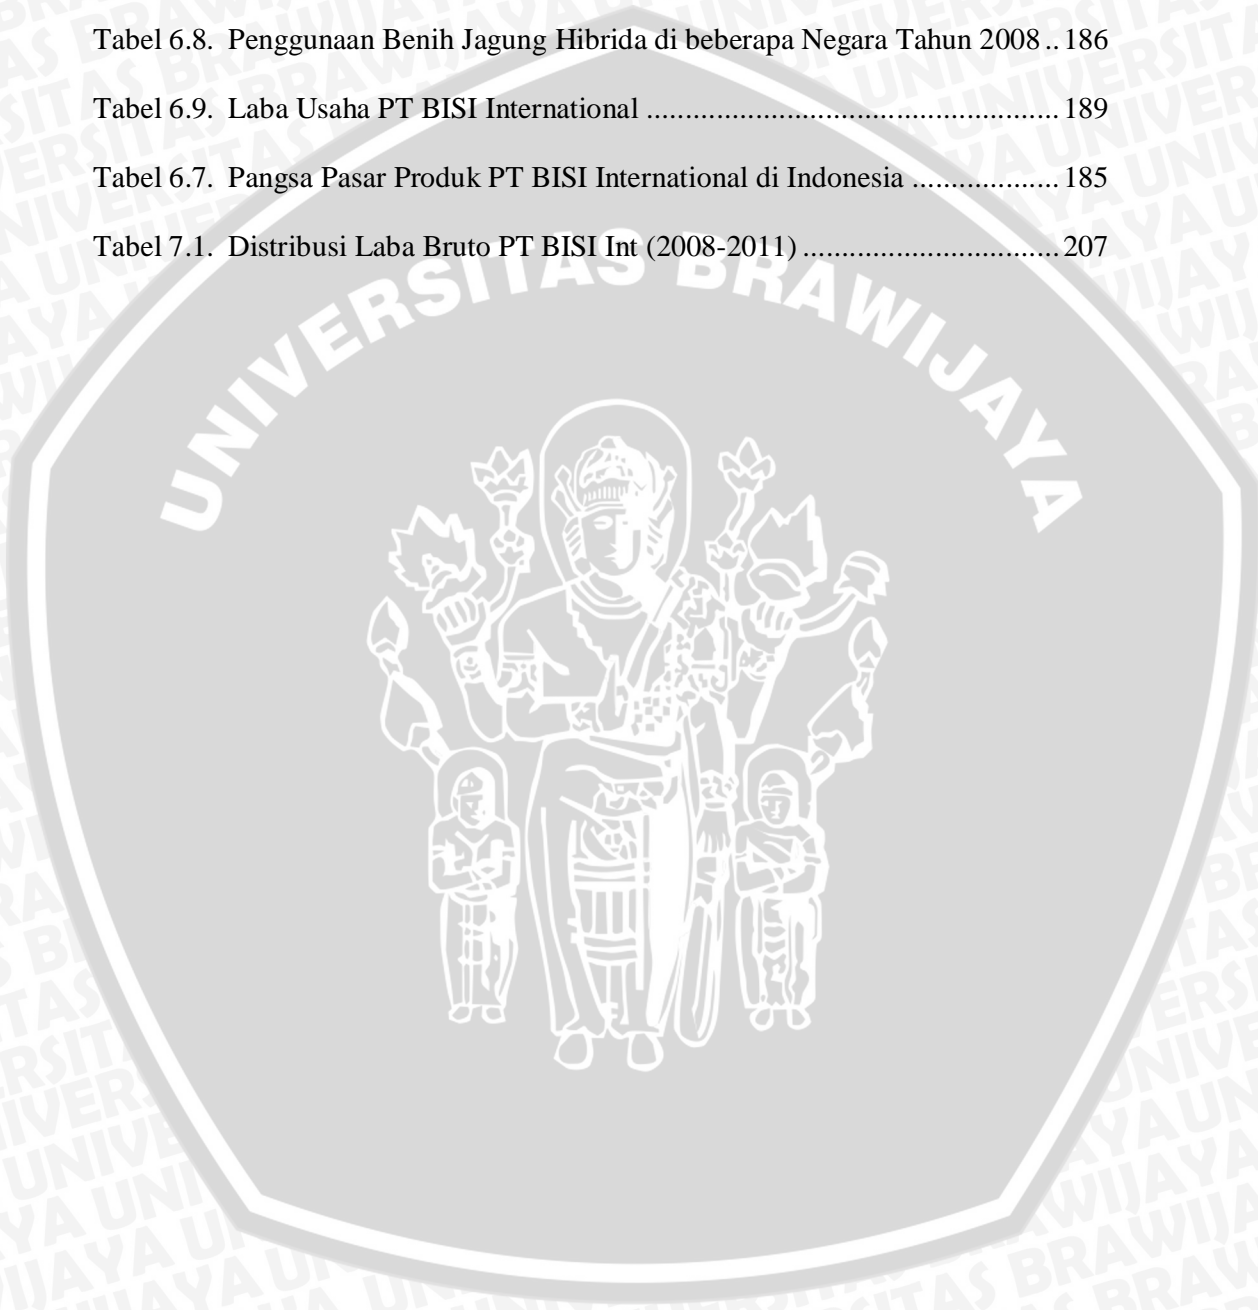 Tabel 6.8. Penggunaan Benih Jagung Hibrida di beberapa Negara Tahun 2008 .. 186
Tabel 6.9. Laba Usaha PT BISI International ..................................................... 189
Tabel 6.7. Pangsa Pasar Produk PT BISI International di Indonesia ................... 185
Tabel 7.1. Distribusi Laba Bruto PT BISI Int (2008-2011) ................................. 207
UNIVERSITAS BRAWIJAYA